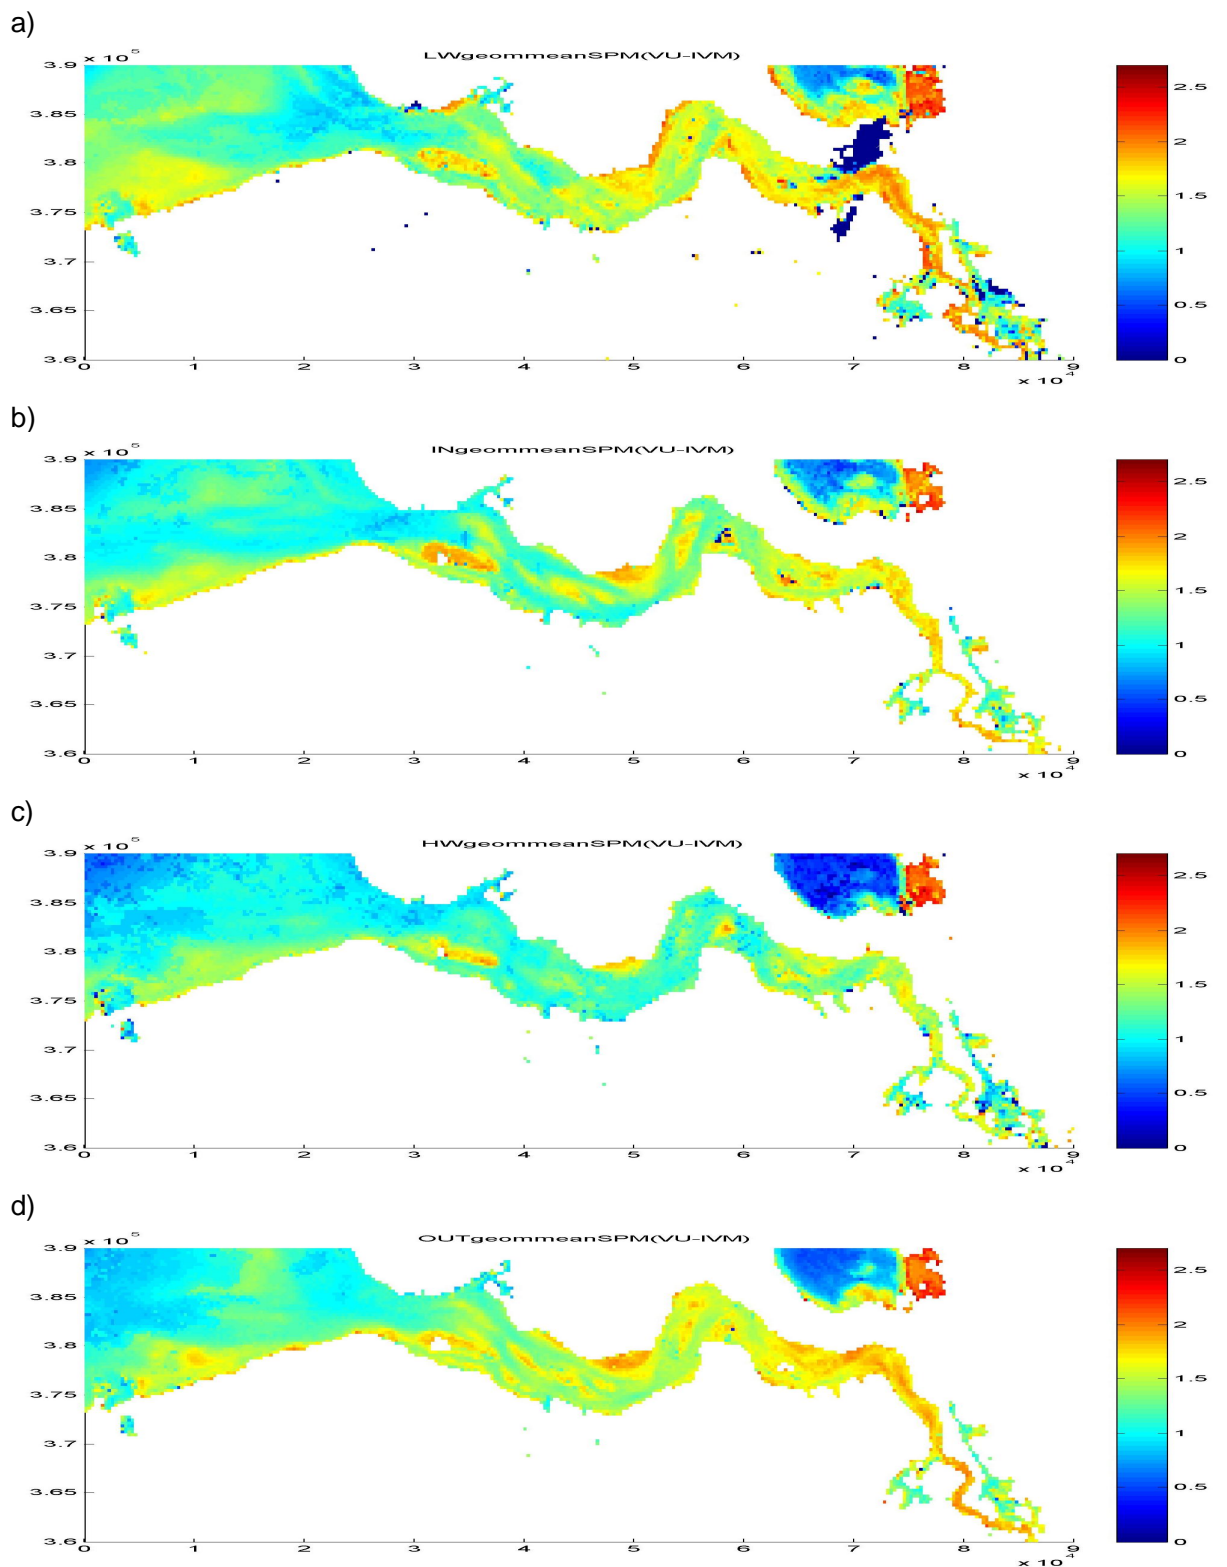 a)
LWgeommeanSPM(VU-IVM)
x 10^5
3.9
3.85
3.8
3.75
3.7
3.65
3.6
0 1 2 3 4 5 6 7 8 9
x 10^4
2.5
2
1.5
1
0.5
0
b)
INgeommeanSPM(VU-IVM)
x 10^5
3.9
3.85
3.8
3.75
3.7
3.65
3.6
0 1 2 3 4 5 6 7 8 9
x 10^4
2.5
2
1.5
1
0.5
0
c)
HWgeommeanSPM(VU-IVM)
x 10^5
3.9
3.85
3.8
3.75
3.7
3.65
3.6
0 1 2 3 4 5 6 7 8 9
x 10^4
2.5
2
1.5
1
0.5
0
d)
OUTgeommeanSPM(VU-IVM)
x 10^5
3.9
3.85
3.8
3.75
3.7
3.65
3.6
0 1 2 3 4 5 6 7 8 9
x 10^4
2.5
2
1.5
1
0.5
0